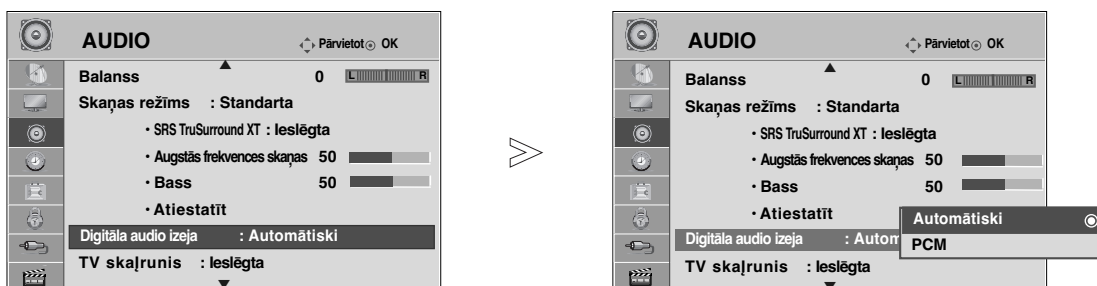 AUDIO Pārvietot OK
Balanss 0 L R
Skaņas režīms : Standarta
• SRS TruSurround XT : Ieslēgta
• Augstās frekvences skaņas 50
• Bass 50
• Atiestatīt
Digitāla audio izeja : Automātiski
TV skaļrunis : Ieslēgta
AUDIO Pārvietot OK
Balanss 0 L R
Skaņas režīms : Standarta
• SRS TruSurround XT : Ieslēgta
• Augstās frekvences skaņas 50
• Bass 50
• Atiestatīt
Digitāla audio izeja : Autom
Automātiski
PCM
TV skaļrunis : Ieslēgta